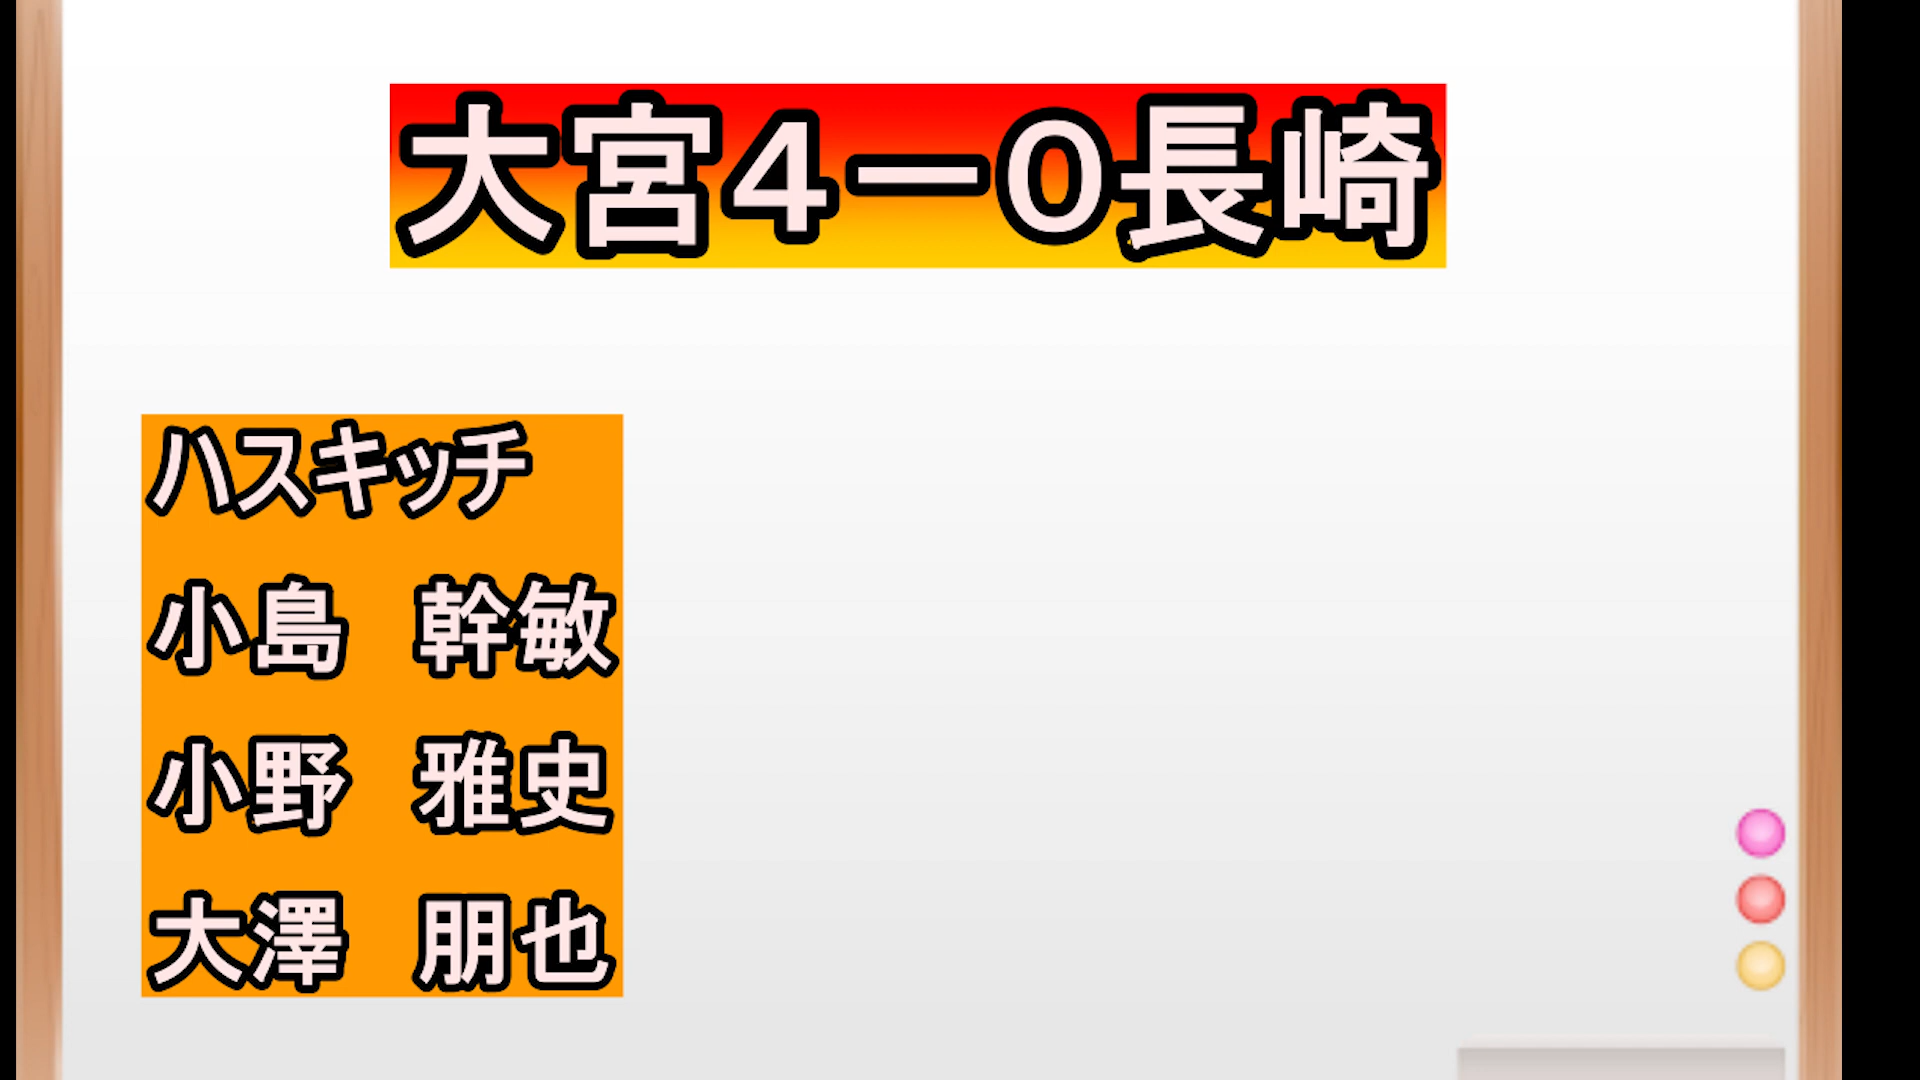 大宮4ー0長崎
ハスキッチ
小島　幹敏
小野　雅史
大澤　朋也